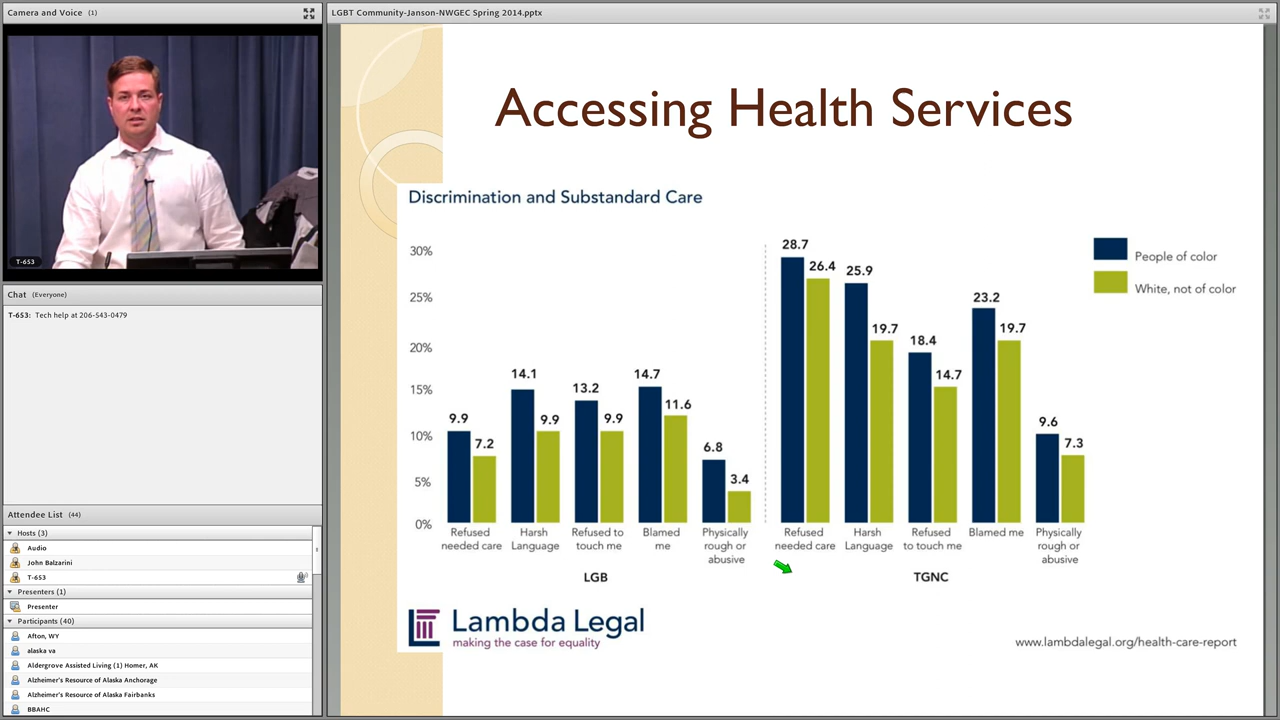 Camera and Voice (1)
T-653
Chat (Everyone)
T-653: Tech help at 206-543-0479
Attendee List (44)
Hosts (3)
Audio
John Balzarini
T-653
Presenters (1)
Presenter
Participants (40)
Afton, WY
alaska va
Aldergrove Assisted Living (1) Homer, AK
Alzheimer's Resource of Alaska Anchorage
Alzheimer's Resource of Alaska Fairbanks
BBAHC
LGBT Community-Janson-NWGEC Spring 2014.pptx
Accessing Health Services
Discrimination and Substandard Care
30%
25%
20%
15%
10%
5%
0%
9.9
7.2
14.1
9.9
13.2
9.9
14.7
11.6
6.8
3.4
28.7
26.4
25.9
19.7
18.4
14.7
23.2
19.7
9.6
7.3
People of color
White, not of color
Refused
needed care
Harsh
Language
Refused to
touch me
Blamed
me
Physically
rough or
abusive
Refused
needed care
Harsh
Language
Refused
to touch me
Blamed me
Physically
rough or
abusive
LGB
TGNC
Lambda Legal
making the case for equality
www.lambdalegal.org/health-care-report